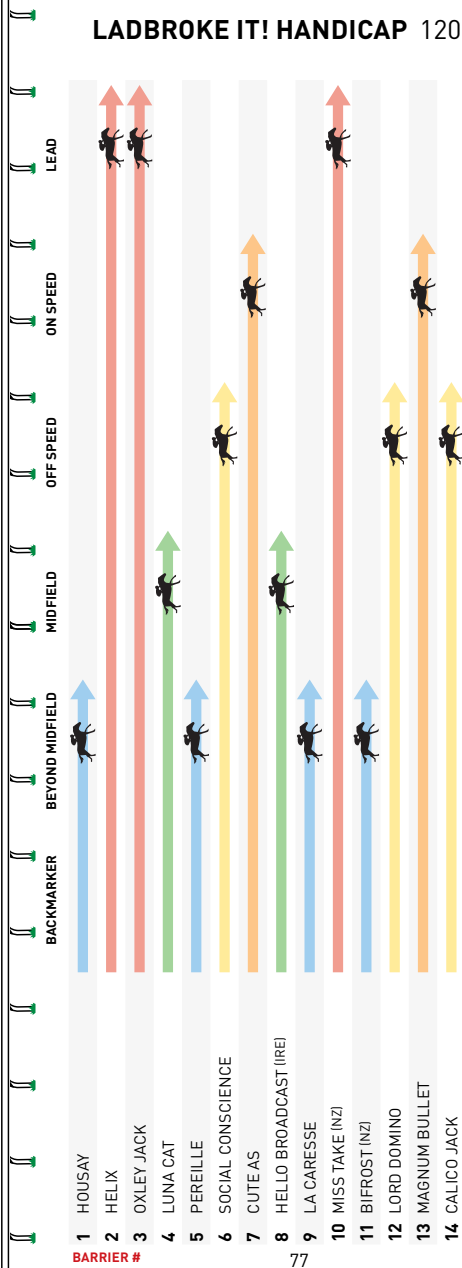 LADBROKE IT! HANDICAP 120
LEAD
ON SPEED
OFF SPEED
MIDFIELD
BEYOND MIDFIELD
BACKMARKER
1 HOUSAY
2 HELIX
3 OXLEY JACK
4 LUNA CAT
5 PEREILLE
6 SOCIAL CONSCIENCE
7 CUTE AS
8 HELLO BROADCAST (IRE)
9 LA CARESSE
10 MISS TAKE (NZ)
11 BIFROST (NZ)
12 LORD DOMINO
13 MAGNUM BULLET
14 CALICO JACK
BARRIER #
77